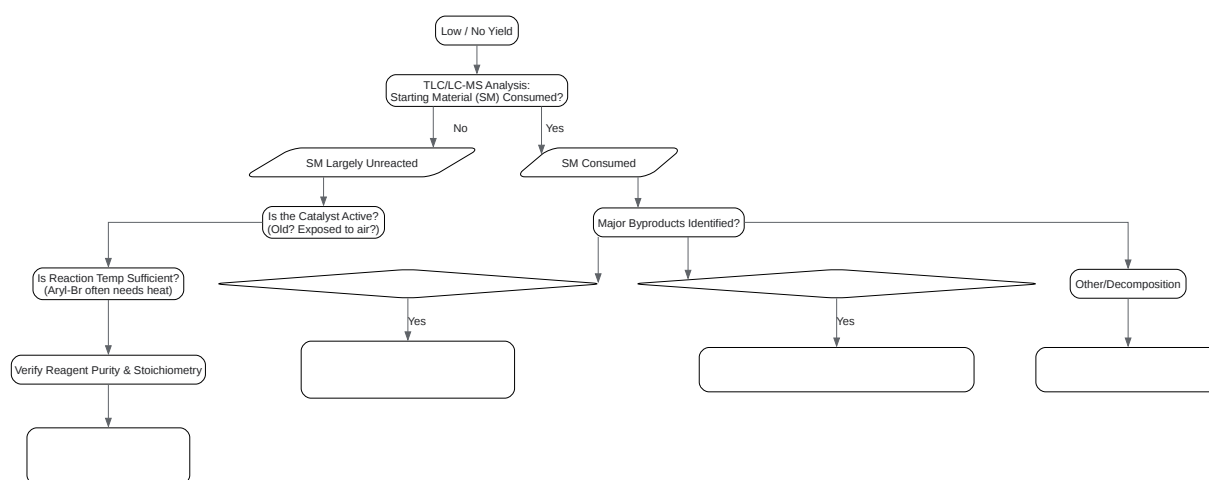 Low / No Yield
TLC/LC-MS Analysis:
Starting Material (SM) Consumed?
No
Yes
SM Largely Unreacted
SM Consumed
Is the Catalyst Active?
(Old? Exposed to air?)
Major Byproducts Identified?
Is Reaction Temp Sufficient?
(Aryl-Br often needs heat)
Other/Decomposition
Yes
Yes
Verify Reagent Purity & Stoichiometry